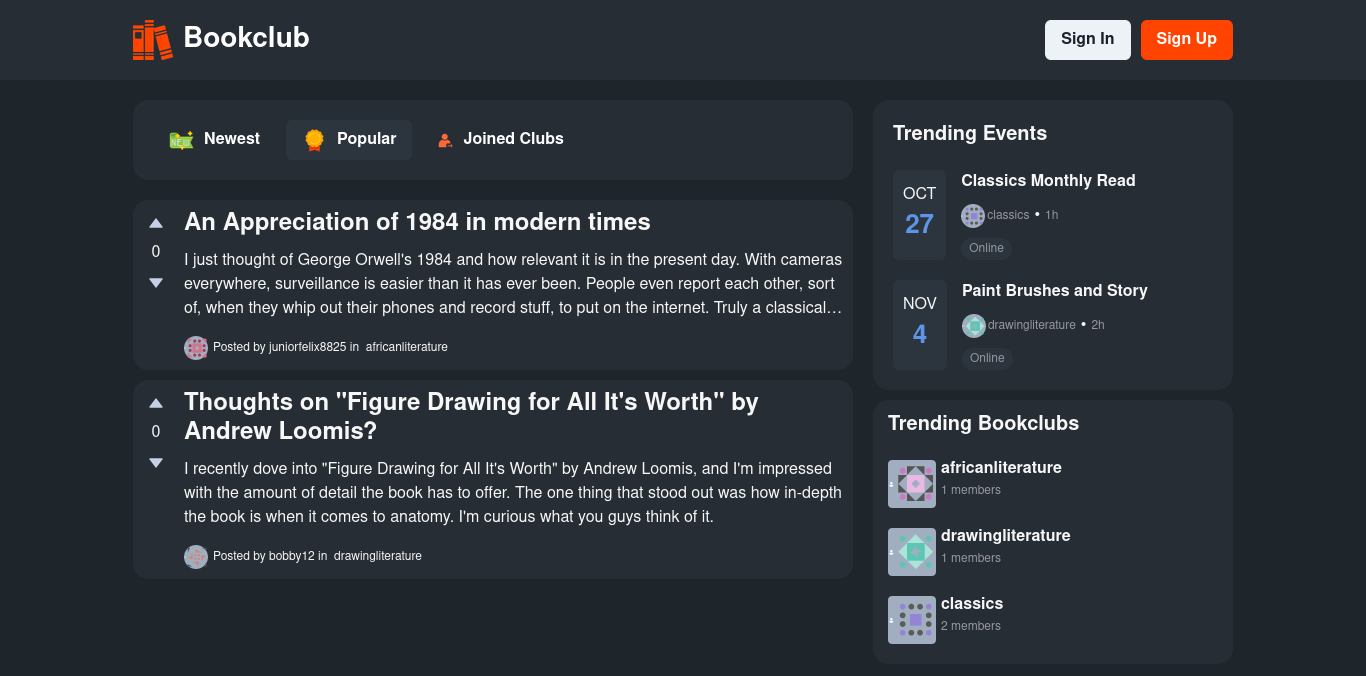 Bookclub
Sign In
Sign Up
NEW
Newest
Popular
Joined Clubs
0
An Appreciation of 1984 in modern times
I just thought of George Orwell's 1984 and how relevant it is in the present day. With cameras
everywhere, surveillance is easier than it has ever been. People even report each other, sort
of, when they whip out their phones and record stuff, to put on the internet. Truly a classical…
Posted by juniorfelix8825 in africanliterature
0
Thoughts on "Figure Drawing for All It's Worth" by
Andrew Loomis?
I recently dove into "Figure Drawing for All It's Worth" by Andrew Loomis, and I'm impressed
with the amount of detail the book has to offer. The one thing that stood out was how in-depth
the book is when it comes to anatomy. I'm curious what you guys think of it.
Posted by bobby12 in drawingliterature
Trending Events
OCT
27
Classics Monthly Read
classics • 1h
Online
NOV
4
Paint Brushes and Story
drawingliterature • 2h
Online
Trending Bookclubs
africanliterature
1 members
drawingliterature
1 members
classics
2 members